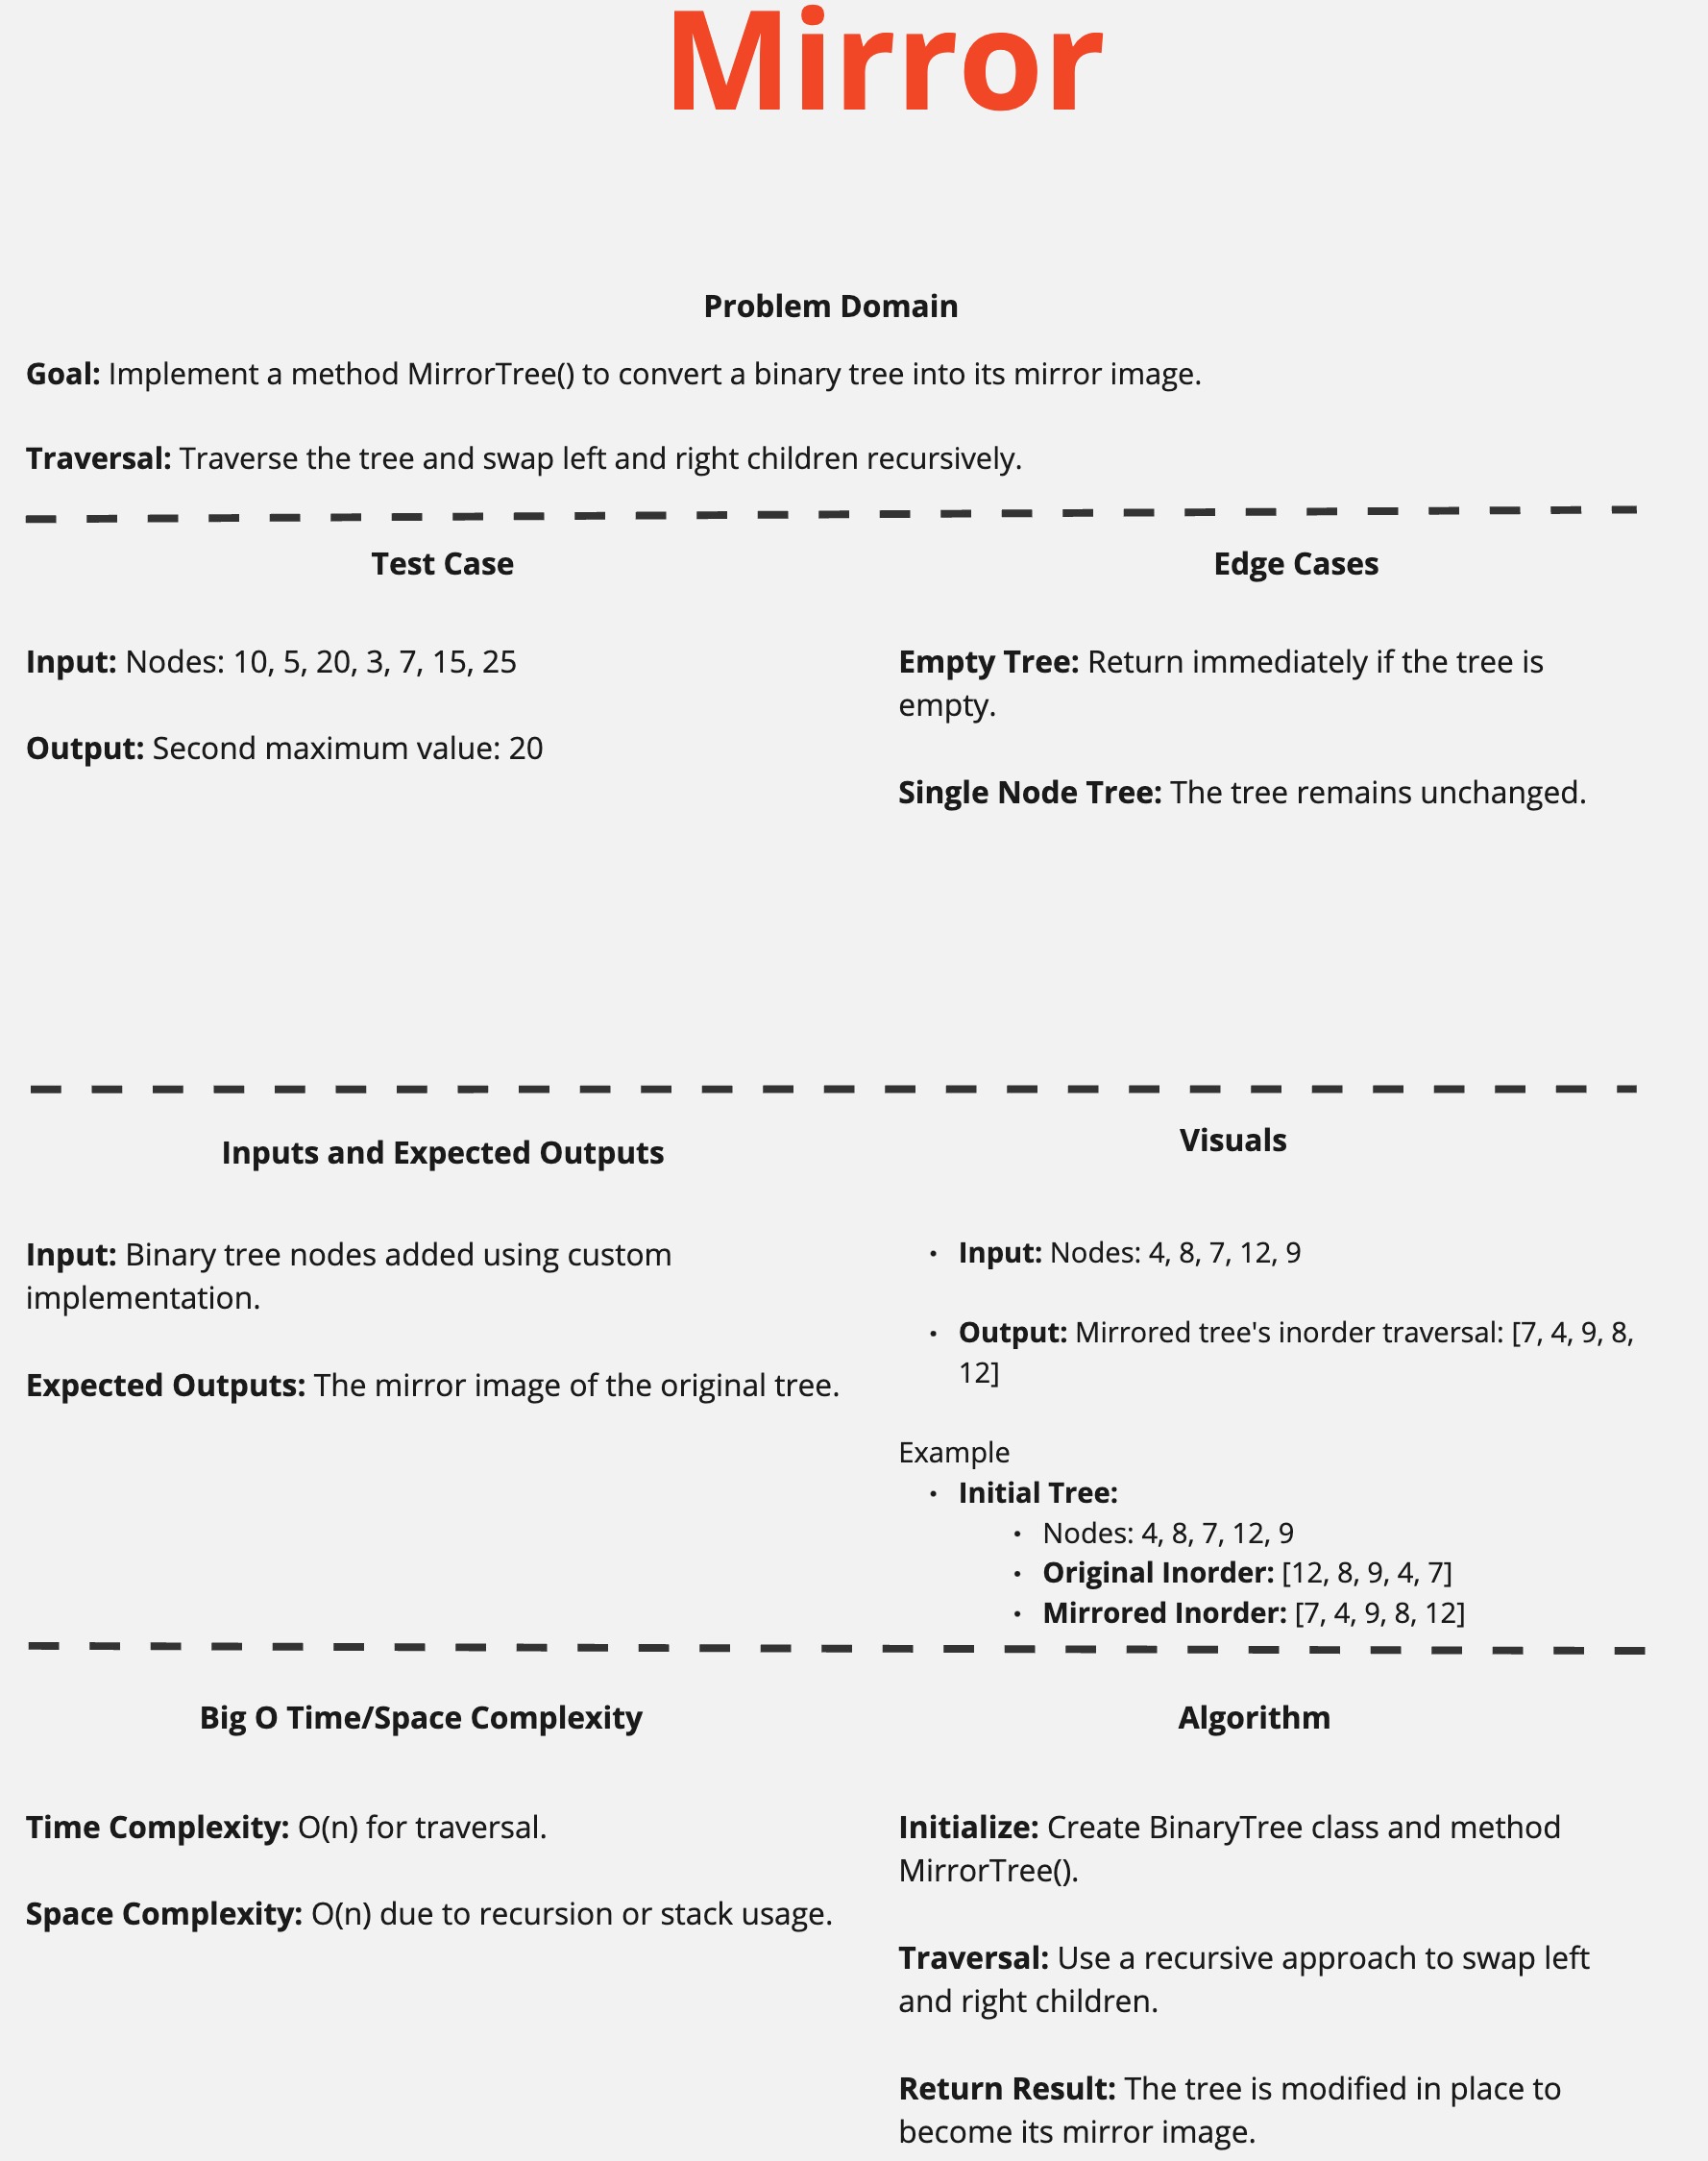 Mirror
Problem Domain
Goal: Implement a method MirrorTree() to convert a binary tree into its mirror image.
Traversal: Traverse the tree and swap left and right children recursively.
Test Case
Input: Nodes: 10, 5, 20, 3, 7, 15, 25
Output: Second maximum value: 20
Edge Cases
Empty Tree: Return immediately if the tree is
empty.
Single Node Tree: The tree remains unchanged.
Inputs and Expected Outputs
Input: Binary tree nodes added using custom
implementation.
Expected Outputs: The mirror image of the original tree.
Visuals
• Input: Nodes: 4, 8, 7, 12, 9
• Output: Mirrored tree's inorder traversal: [7, 4, 9, 8,
12]
Example
• Initial Tree:
• Nodes: 4, 8, 7, 12, 9
• Original Inorder: [12, 8, 9, 4, 7]
• Mirrored Inorder: [7, 4, 9, 8, 12]
Big O Time/Space Complexity
Time Complexity: O(n) for traversal.
Space Complexity: O(n) due to recursion or stack usage.
Algorithm
Initialize: Create BinaryTree class and method
MirrorTree().
Traversal: Use a recursive approach to swap left
and right children.
Return Result: The tree is modified in place to
become its mirror image.